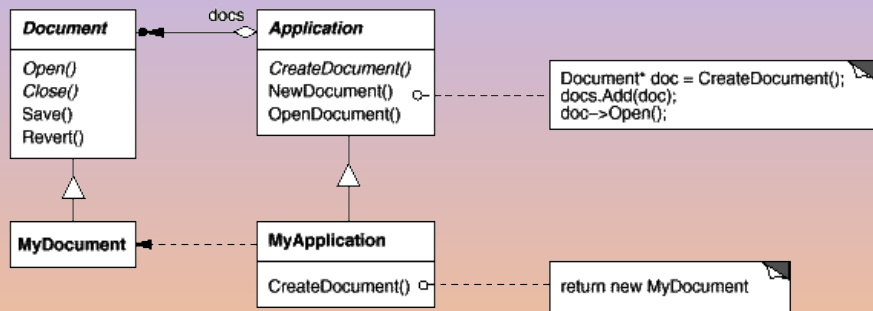 docs
Document
Open()
Close()
Save()
Revert()
Application
CreateDocument()
NewDocument()
OpenDocument()
Document* doc = CreateDocument();
docs.Add(doc);
doc->Open();
MyDocument
MyApplication
CreateDocument()
return new MyDocument